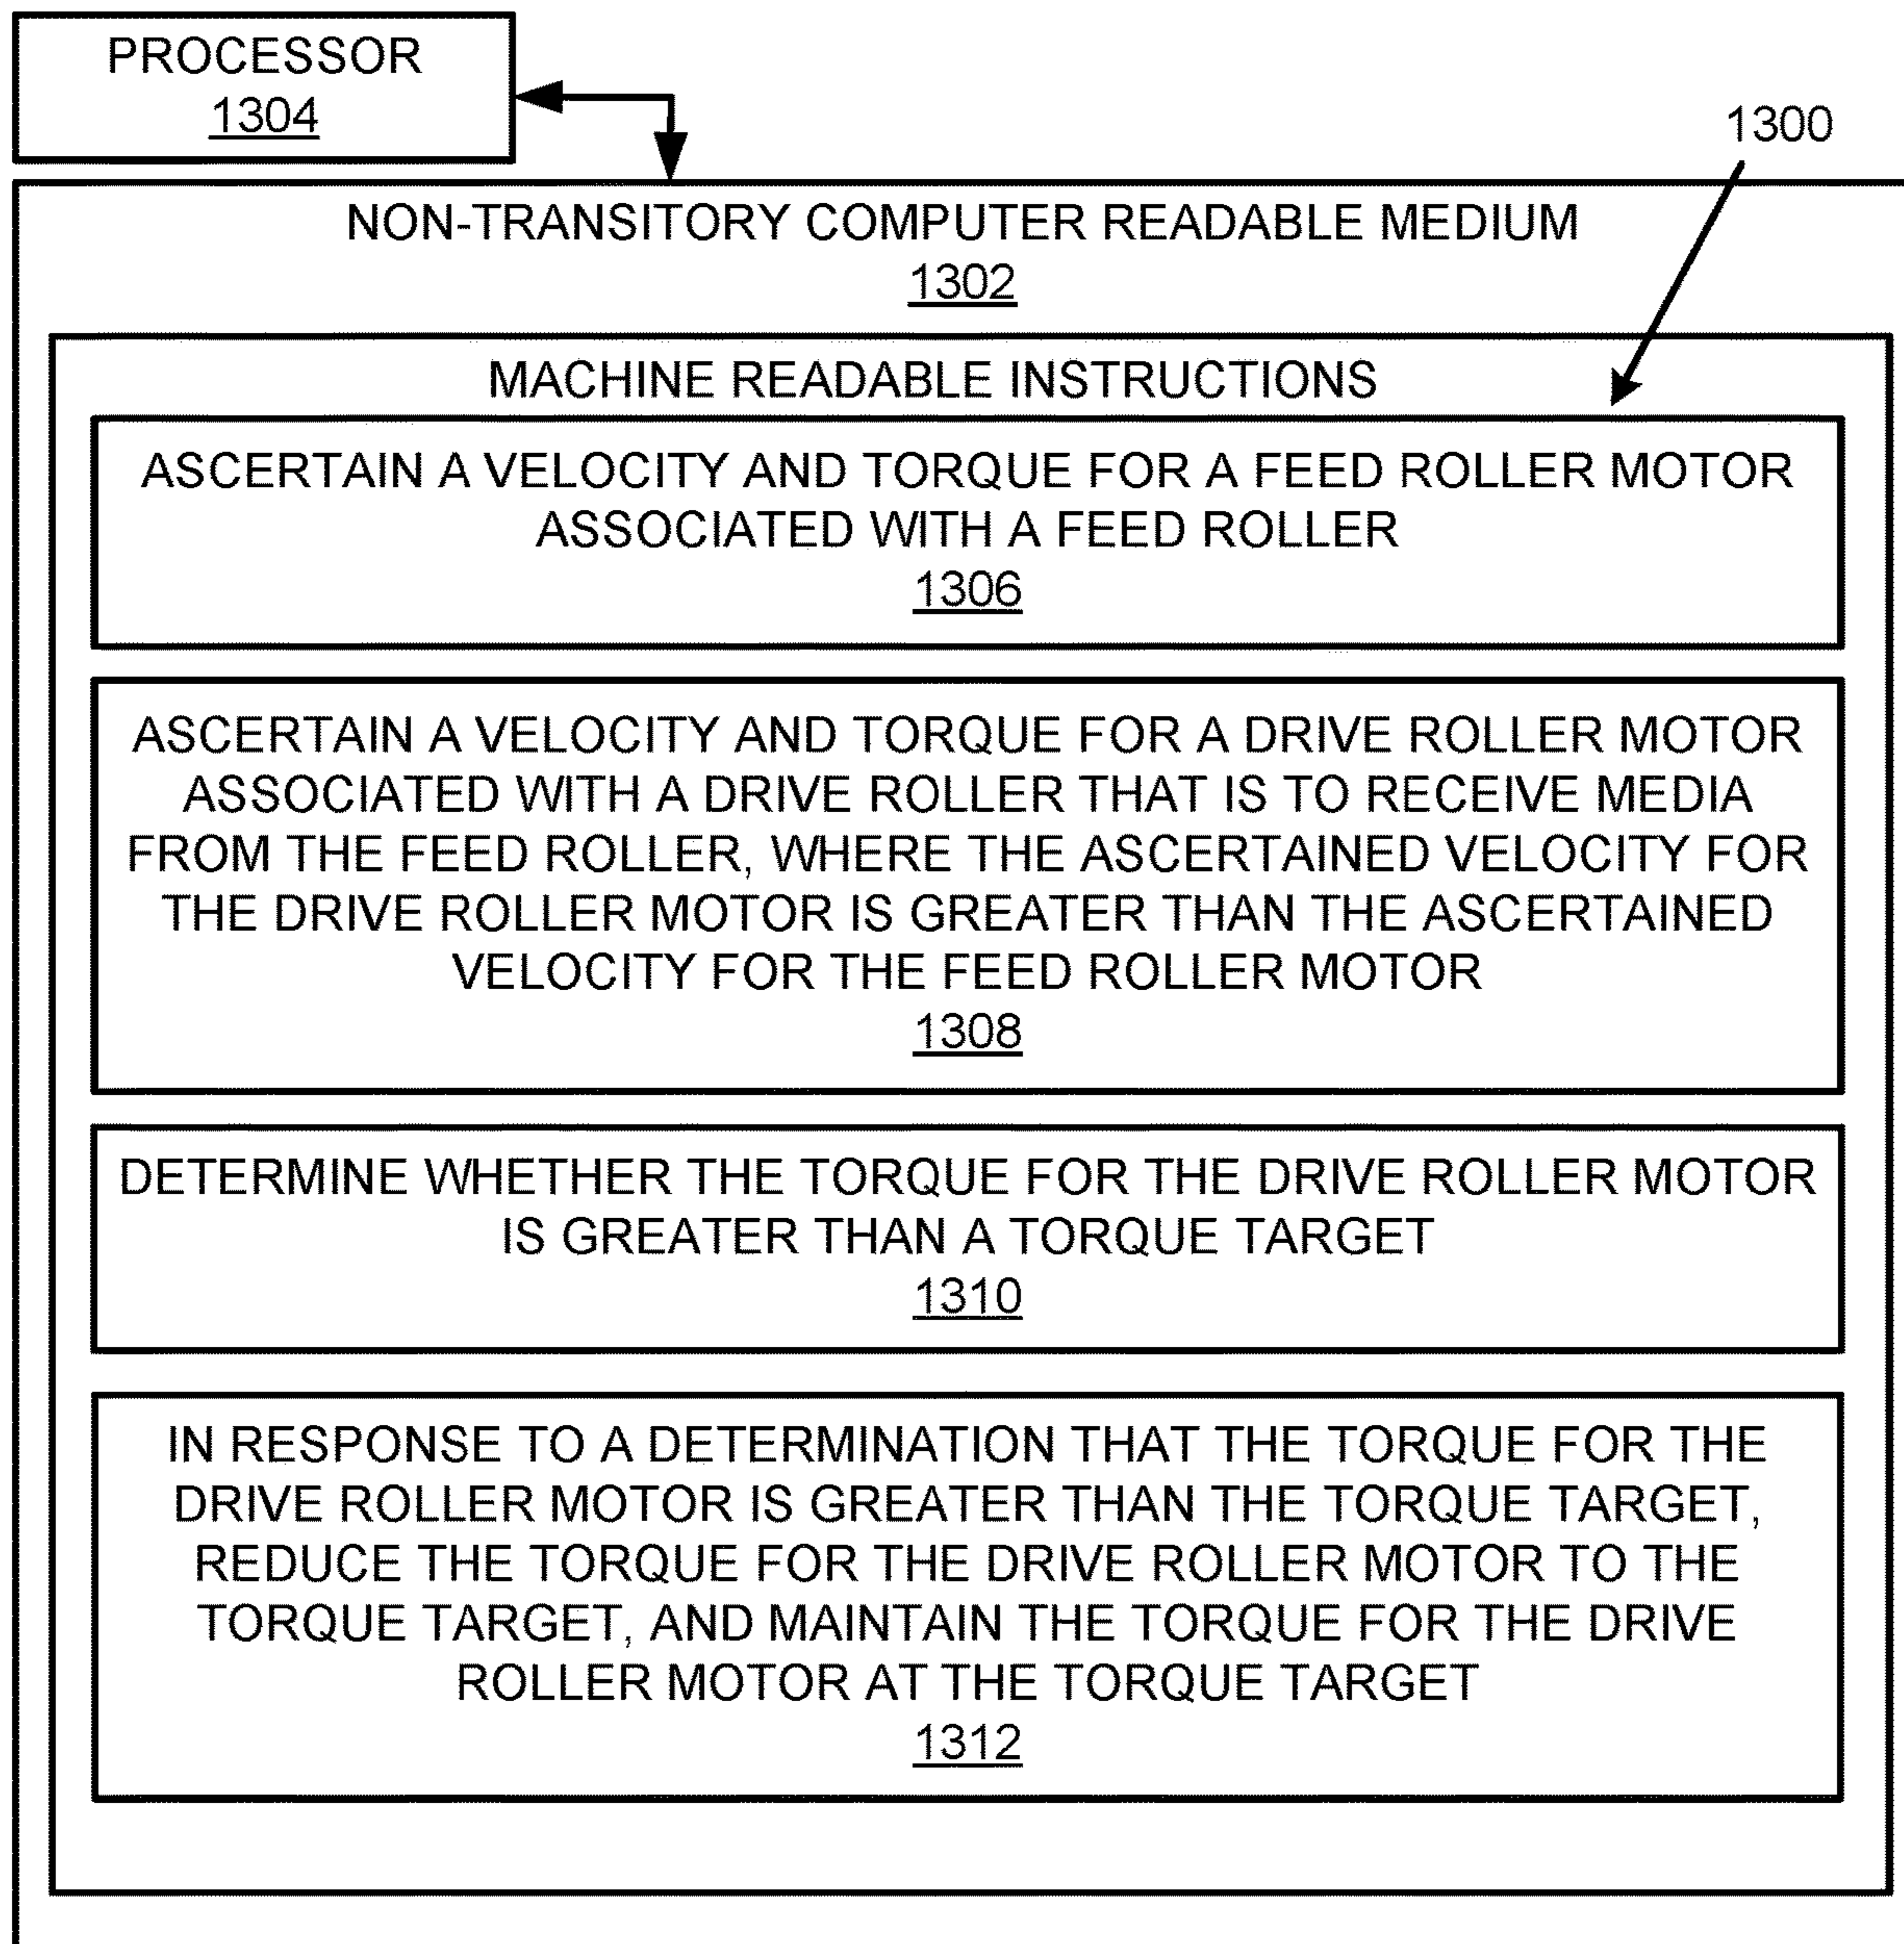 PROCESSOR
1304
1300
NON-TRANSITORY COMPUTER READABLE MEDIUM
1302
MACHINE READABLE INSTRUCTIONS
ASCERTAIN A VELOCITY AND TORQUE FOR A FEED ROLLER MOTOR
ASSOCIATED WITH A FEED ROLLER
1306
ASCERTAIN A VELOCITY AND TORQUE FOR A DRIVE ROLLER MOTOR
ASSOCIATED WITH A DRIVE ROLLER THAT IS TO RECEIVE MEDIA
FROM THE FEED ROLLER, WHERE THE ASCERTAINED VELOCITY FOR
THE DRIVE ROLLER MOTOR IS GREATER THAN THE ASCERTAINED
VELOCITY FOR THE FEED ROLLER MOTOR
1308
DETERMINE WHETHER THE TORQUE FOR THE DRIVE ROLLER MOTOR
IS GREATER THAN A TORQUE TARGET
1310
IN RESPONSE TO A DETERMINATION THAT THE TORQUE FOR THE
DRIVE ROLLER MOTOR IS GREATER THAN THE TORQUE TARGET,
REDUCE THE TORQUE FOR THE DRIVE ROLLER MOTOR TO THE
TORQUE TARGET, AND MAINTAIN THE TORQUE FOR THE DRIVE
ROLLER MOTOR AT THE TORQUE TARGET
1312